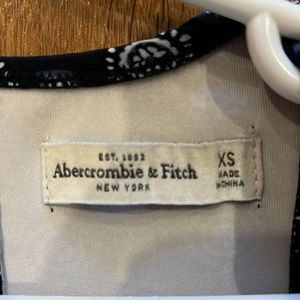 EST. 1892
Abercrombie & Fitch
NEW YORK
XS
MADE
IN CHINA